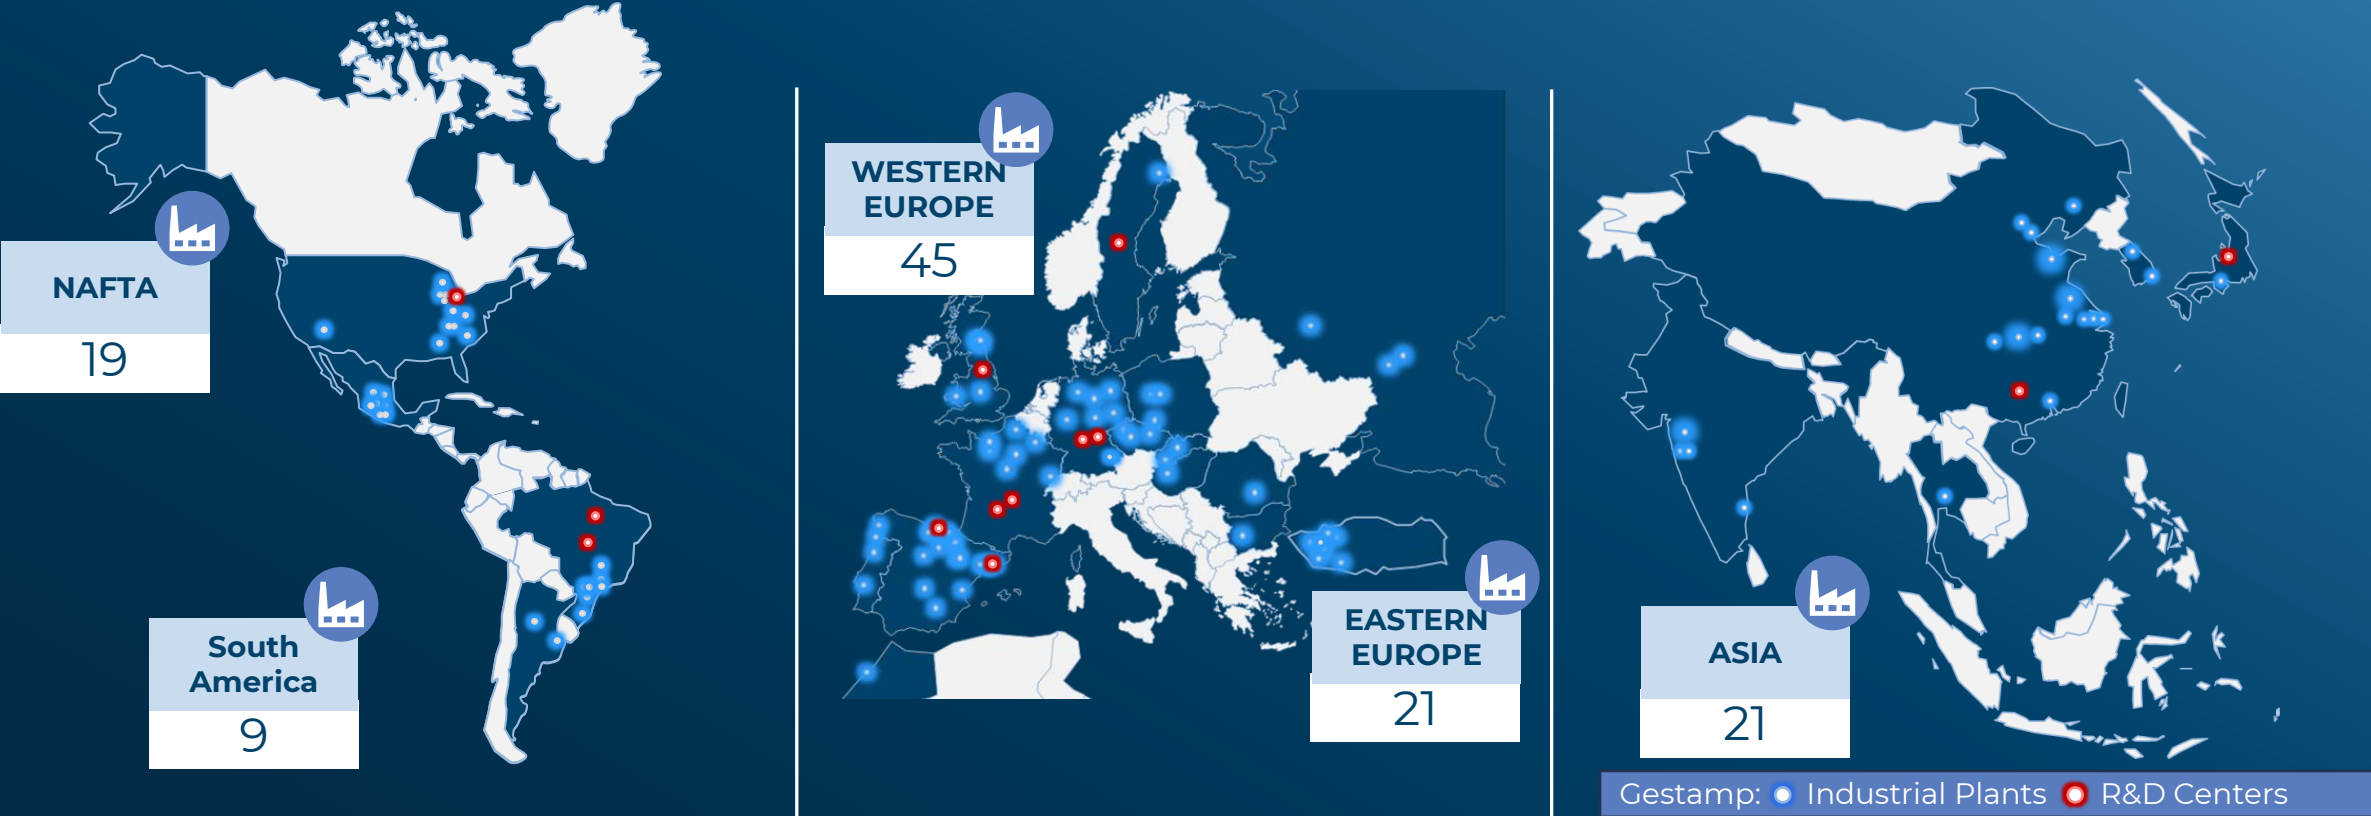 NAFTA
19
South
America
9
WESTERN
EUROPE
45
EASTERN
EUROPE
21
ASIA
21
Gestamp: Industrial Plants R&D Centers